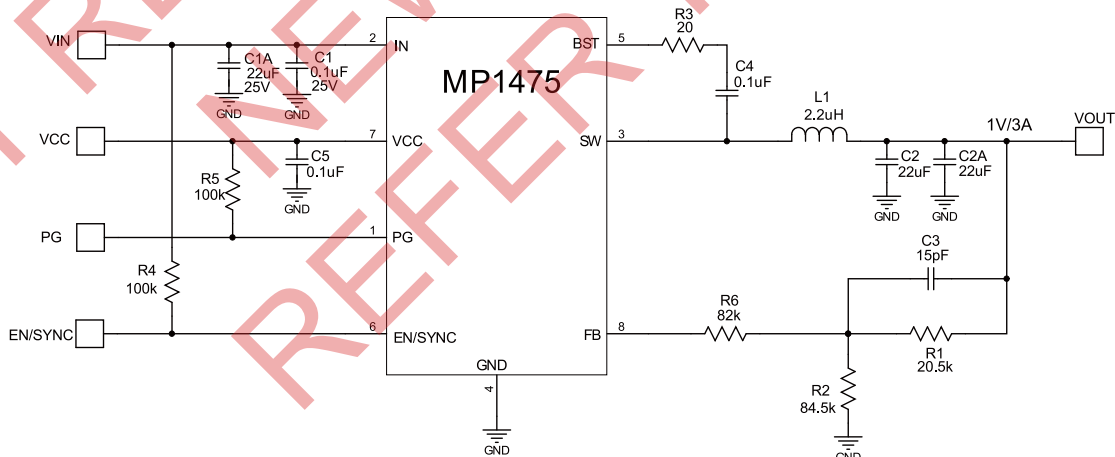 REFER
NEW
REFER
VIN
2
IN
C1A
22uF
25V
GND
C1
0.1uF
25V
GND
MP1475
BST
5
R3
20
C4
0.1uF
VCC
7
VCC
C5
0.1uF
GND
R5
100k
SW
3
L1
2.2uH
1V/3A
VOUT
C2
22uF
GND
C2A
22uF
GND
PG
1
PG
R4
100k
C3
15pF
EN/SYNC
6
EN/SYNC
FB
8
R6
82k
R1
20.5k
R2
84.5k
GND
GND
4
GND